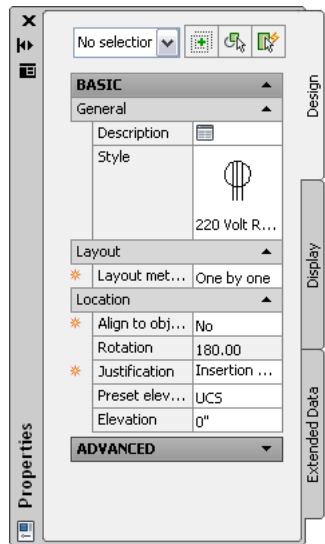 No selectior
BASIC
General
Description
Style
220 Volt R...
Layout
Layout met... One by one
Location
Align to obj... No
Rotation 180.00
Justification Insertion ...
Preset elev... UCS
Elevation 0"
ADVANCED
Design
Display
Extended Data
Properties